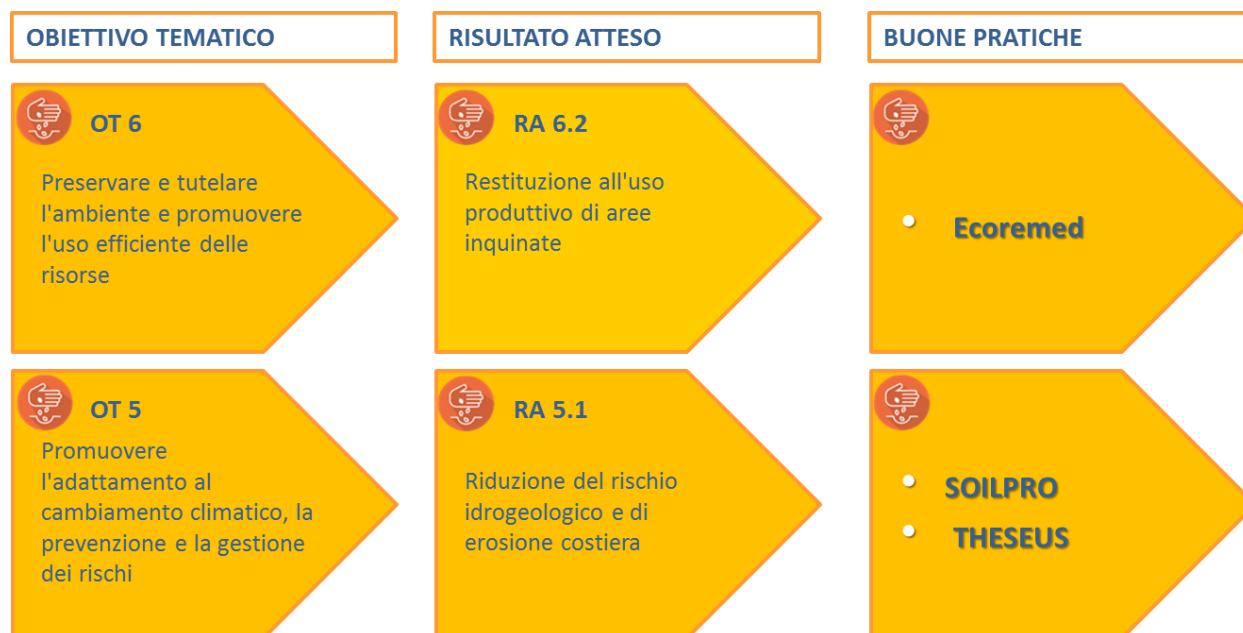 OBIETTIVO TEMATICO
RISULTATO ATTESO
BUONE PRATICHE
OT 6
Preservare e tutelare
l'ambiente e promuovere
l'uso efficiente delle
risorse
RA 6.2
Restituzione all'uso
produttivo di aree
inquinate
Ecoremed
OT 5
Promuovere
l'adattamento al
cambiamento climatico, la
prevenzione e la gestione
dei rischi
RA 5.1
Riduzione del rischio
idrogeologico e di
erosione costiera
SOILPRO
THESEUS